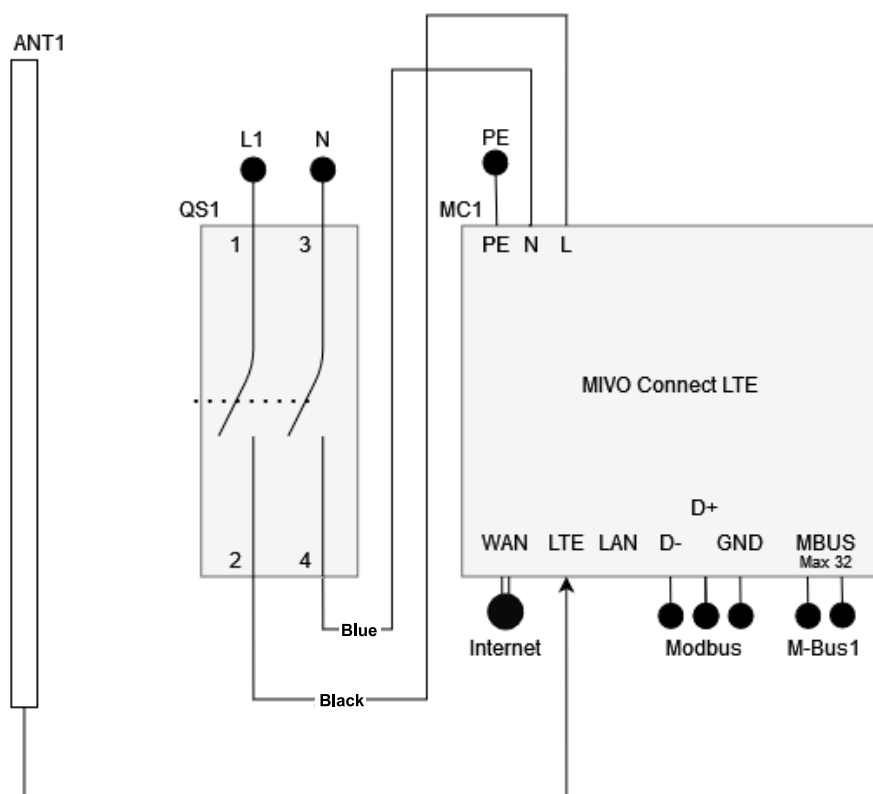 ANT1
L1 N PE
QS1 MC1
1 3 PE N L
MIVO Connect LTE
D+
2 4 WAN LTE LAN D- GND MBUS
Max 32
Blue
Internet Modbus M-Bus1
Black